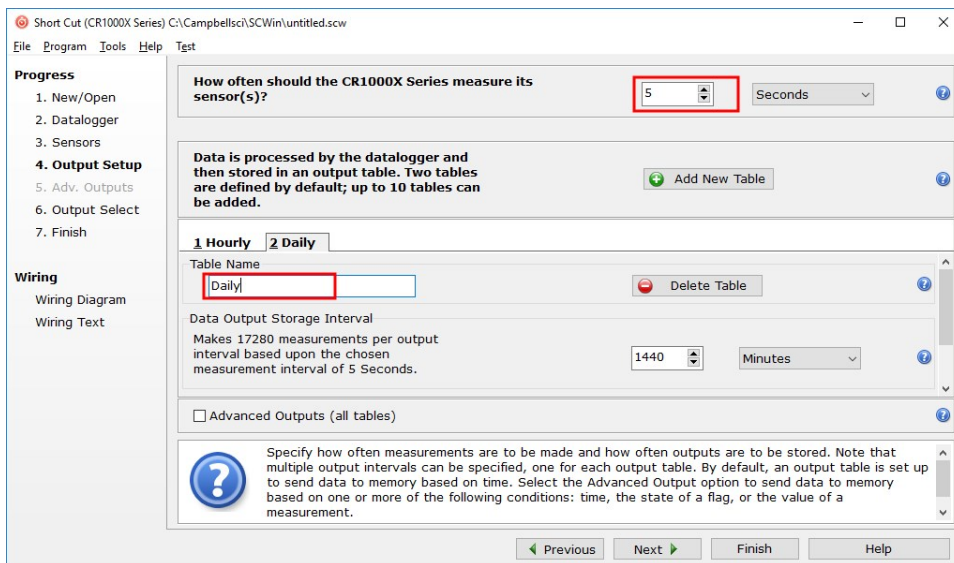 Short Cut (CR1000X Series) C:\Campbellsci\SCWin\untitled.scw
File Program Tools Help Test
Progress
1. New/Open
2. Datalogger
3. Sensors
4. Output Setup
5. Adv. Outputs
6. Output Select
7. Finish
Wiring
Wiring Diagram
Wiring Text
How often should the CR1000X Series measure its
sensor(s)?
5
Seconds
Data is processed by the datalogger and
then stored in an output table. Two tables
are defined by default; up to 10 tables can
be added.
Add New Table
1 Hourly
2 Daily
Table Name
Daily
Delete Table
Data Output Storage Interval
Makes 17280 measurements per output
interval based upon the chosen
measurement interval of 5 Seconds.
1440
Minutes
Advanced Outputs (all tables)
Specify how often measurements are to be made and how often outputs are to be stored. Note that
multiple output intervals can be specified, one for each output table. By default, an output table is set up
to send data to memory based on time. Select the Advanced Output option to send data to memory
based on one or more of the following conditions: time, the state of a flag, or the value of a
measurement.
Previous
Next
Finish
Help